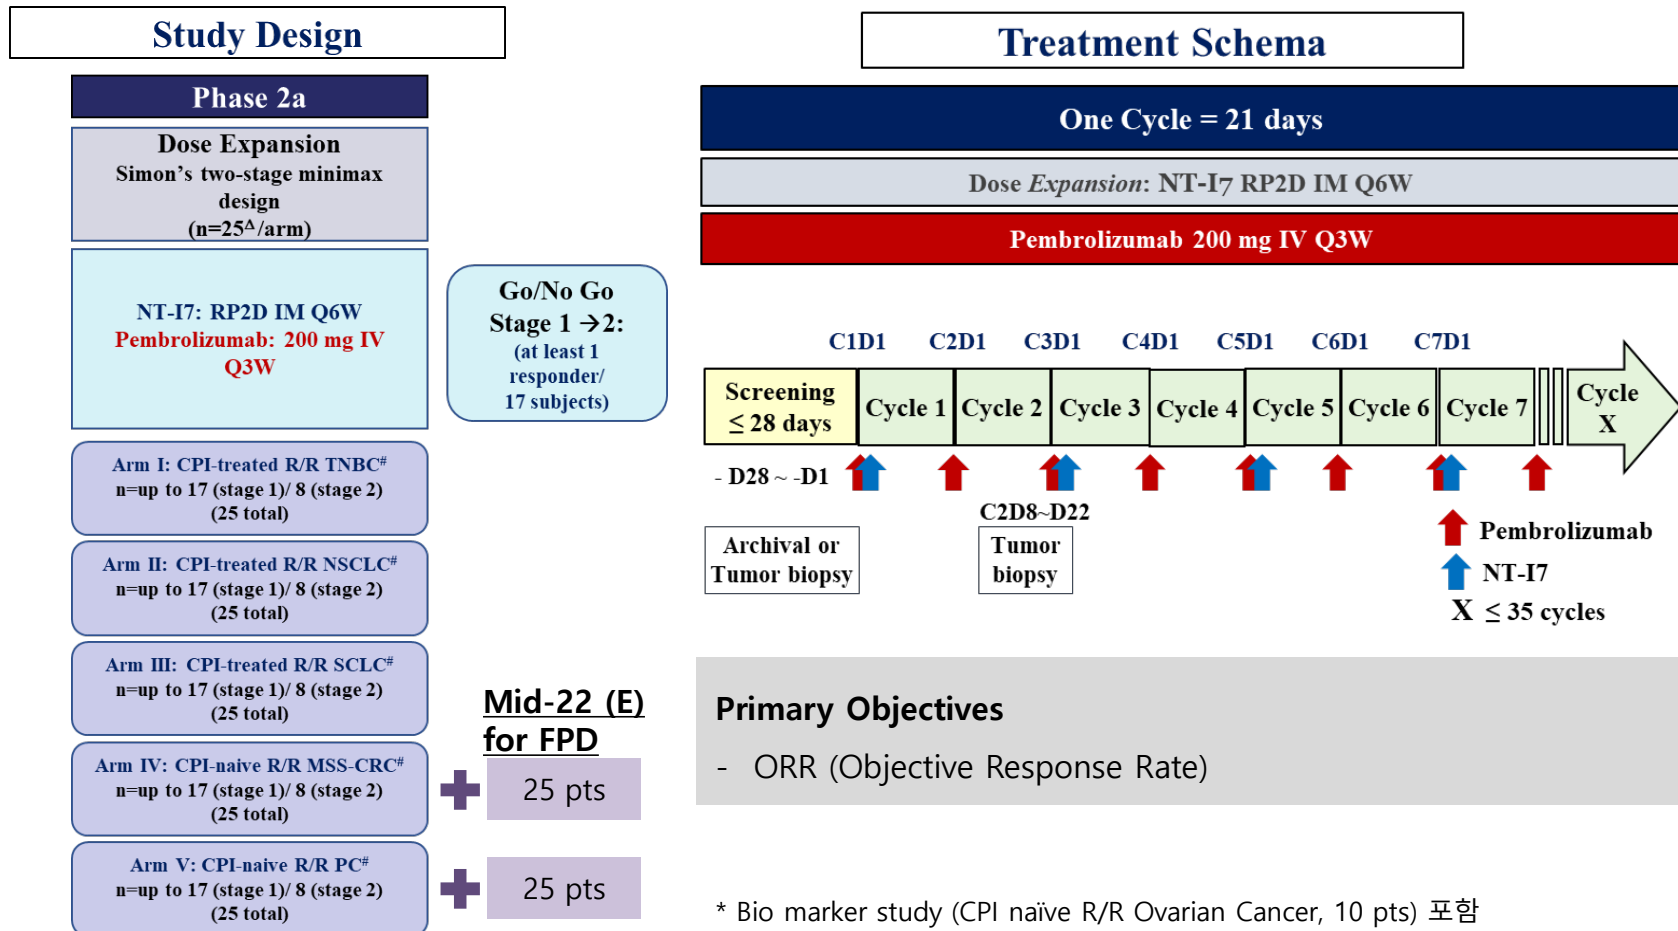 Study Design
Phase 2a
Dose Expansion
Simon's two-stage minimax
design
(n=25Δ/arm)
NT-I7: RP2D IM Q6W
Pembrolizumab: 200 mg IV
Q3W
Go/No Go
Stage 1 →2:
(at least 1
responder/
17 subjects)
Arm I: CPI-treated R/R TNBC#
n=up to 17 (stage 1)/ 8 (stage 2)
(25 total)
Arm II: CPI-treated R/R NSCLC#
n=up to 17 (stage 1)/ 8 (stage 2)
(25 total)
Arm III: CPI-treated R/R SCLC#
n=up to 17 (stage 1)/ 8 (stage 2)
(25 total)
Arm IV: CPI-naive R/R MSS-CRC#
n=up to 17 (stage 1)/ 8 (stage 2)
(25 total)
Arm V: CPI-naive R/R PC#
n=up to 17 (stage 1)/ 8 (stage 2)
(25 total)
Mid-22 (E)
for FPD
25 pts
25 pts
Treatment Schema
One Cycle = 21 days
Dose Expansion: NT-I7 RP2D IM Q6W
Pembrolizumab 200 mg IV Q3W
C1D1 C2D1 C3D1 C4D1 C5D1 C6D1 C7D1
Screening
≤ 28 days
Cycle 1 Cycle 2 Cycle 3 Cycle 4 Cycle 5 Cycle 6 Cycle 7
Cycle
X
- D28 ~ -D1
C2D8~D22
Archival or
Tumor biopsy
Tumor
biopsy
Pembrolizumab
NT-I7
X ≤ 35 cycles
Primary Objectives
- ORR (Objective Response Rate)
* Bio marker study (CPI naïve R/R Ovarian Cancer, 10 pts) 포함